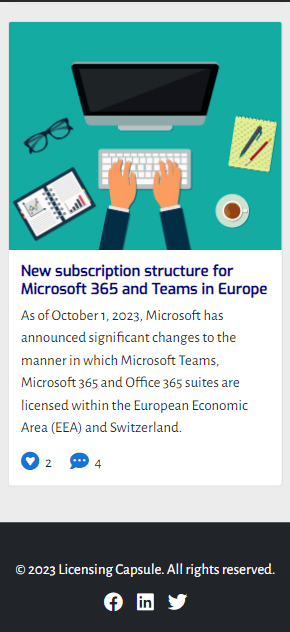 New subscription structure for
Microsoft 365 and Teams in Europe
As of October 1, 2023, Microsoft has
announced significant changes to the
manner in which Microsoft Teams,
Microsoft 365 and Office 365 suites are
licensed within the European Economic
Area (EEA) and Switzerland.
2 4
© 2023 Licensing Capsule. All rights reserved.